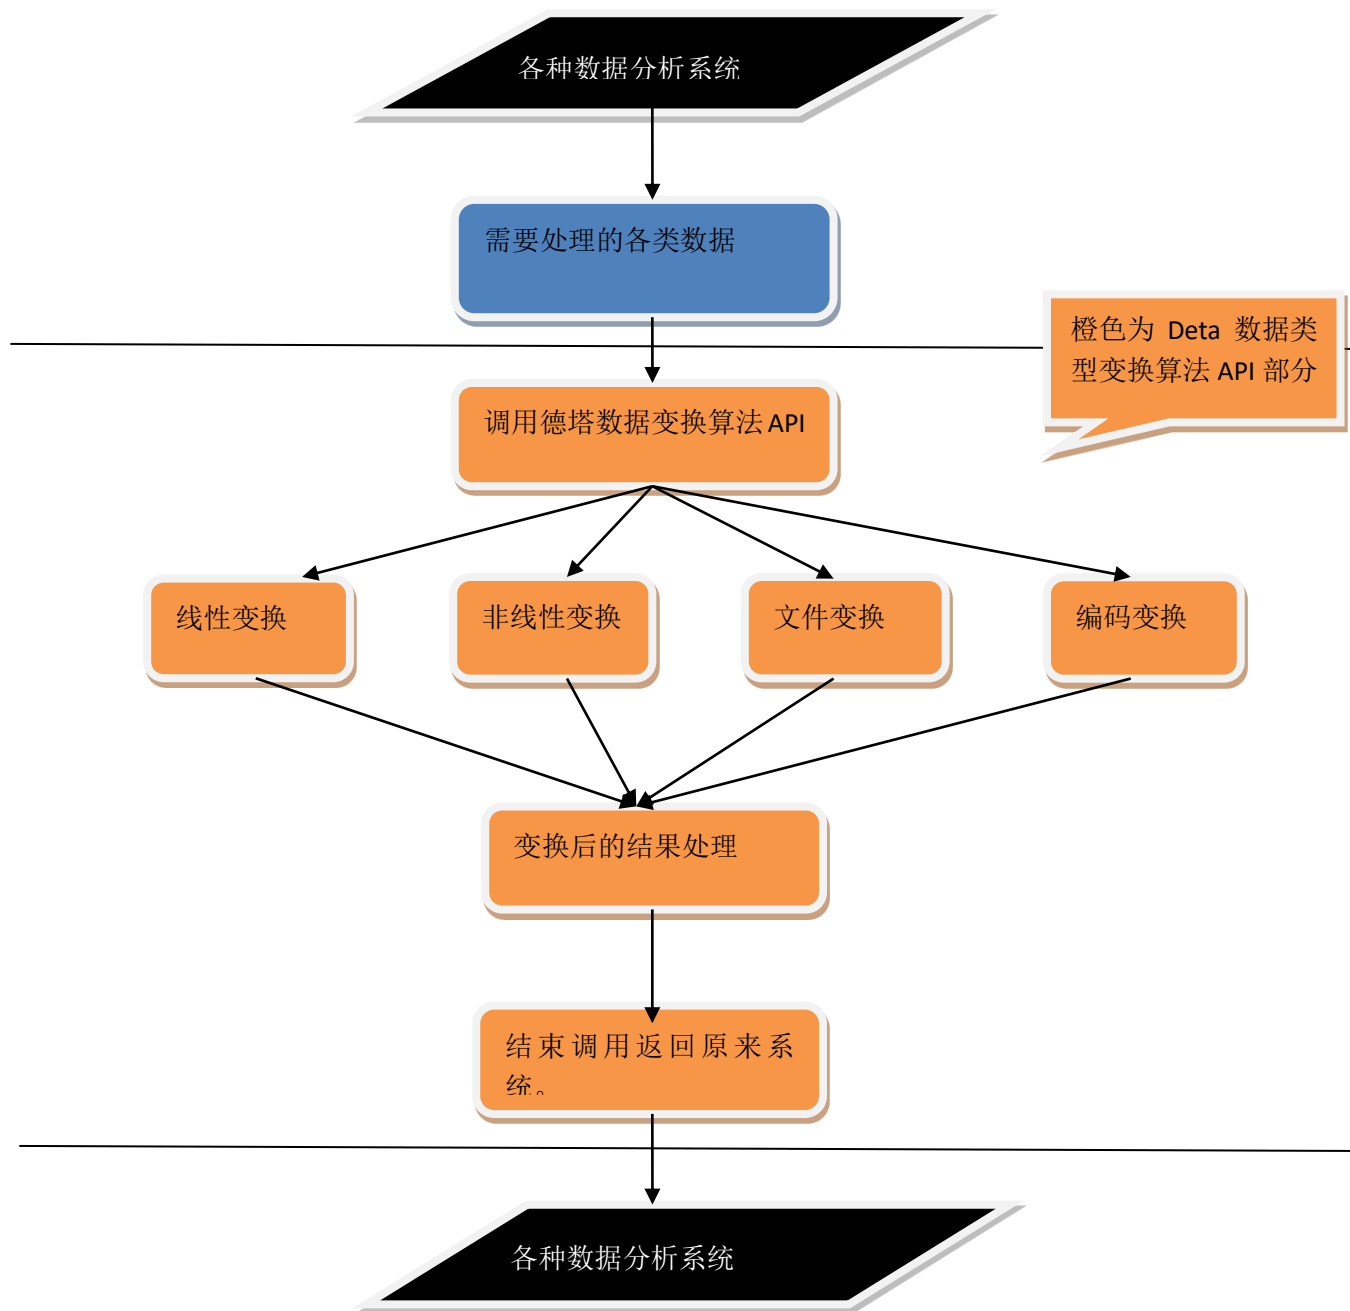 各种数据分析系统
需要处理的各类数据
橙色为 Deta 数据类
型变换算法 API 部分
调用德塔数据变换算法 API
线性变换
非线性变换
文件变换
编码变换
变换后的结果处理
结束调用返回原来系
统。
各种数据分析系统